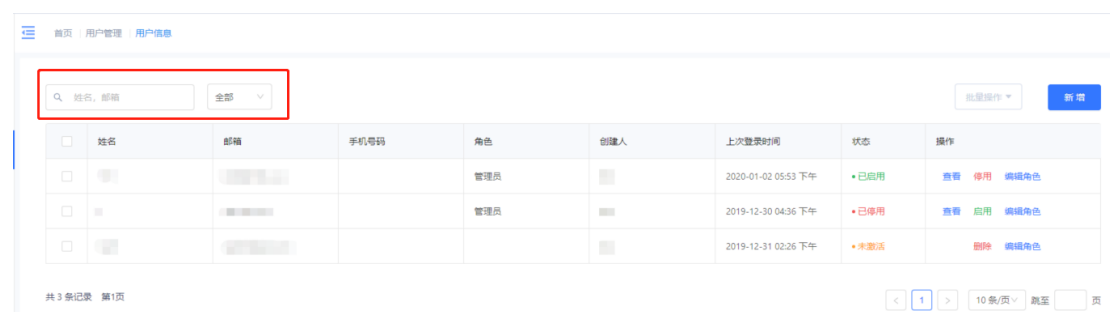 首页 用户管理 用户信息
姓名，邮箱 全部 批量操作 新 增
姓名 邮箱 手机号码 角色 创建人 上次登录时间 状态 操作
管理员 2020-01-02 05:53 下午 已启用 查看 停用 编辑角色
管理员 2019-12-30 04:36 下午 已停用 查看 启用 编辑角色
2019-12-31 02:26 下午 未激活 删除 编辑角色
共 3 条记录 第1页 < 1 > 10 条/页 跳至 页